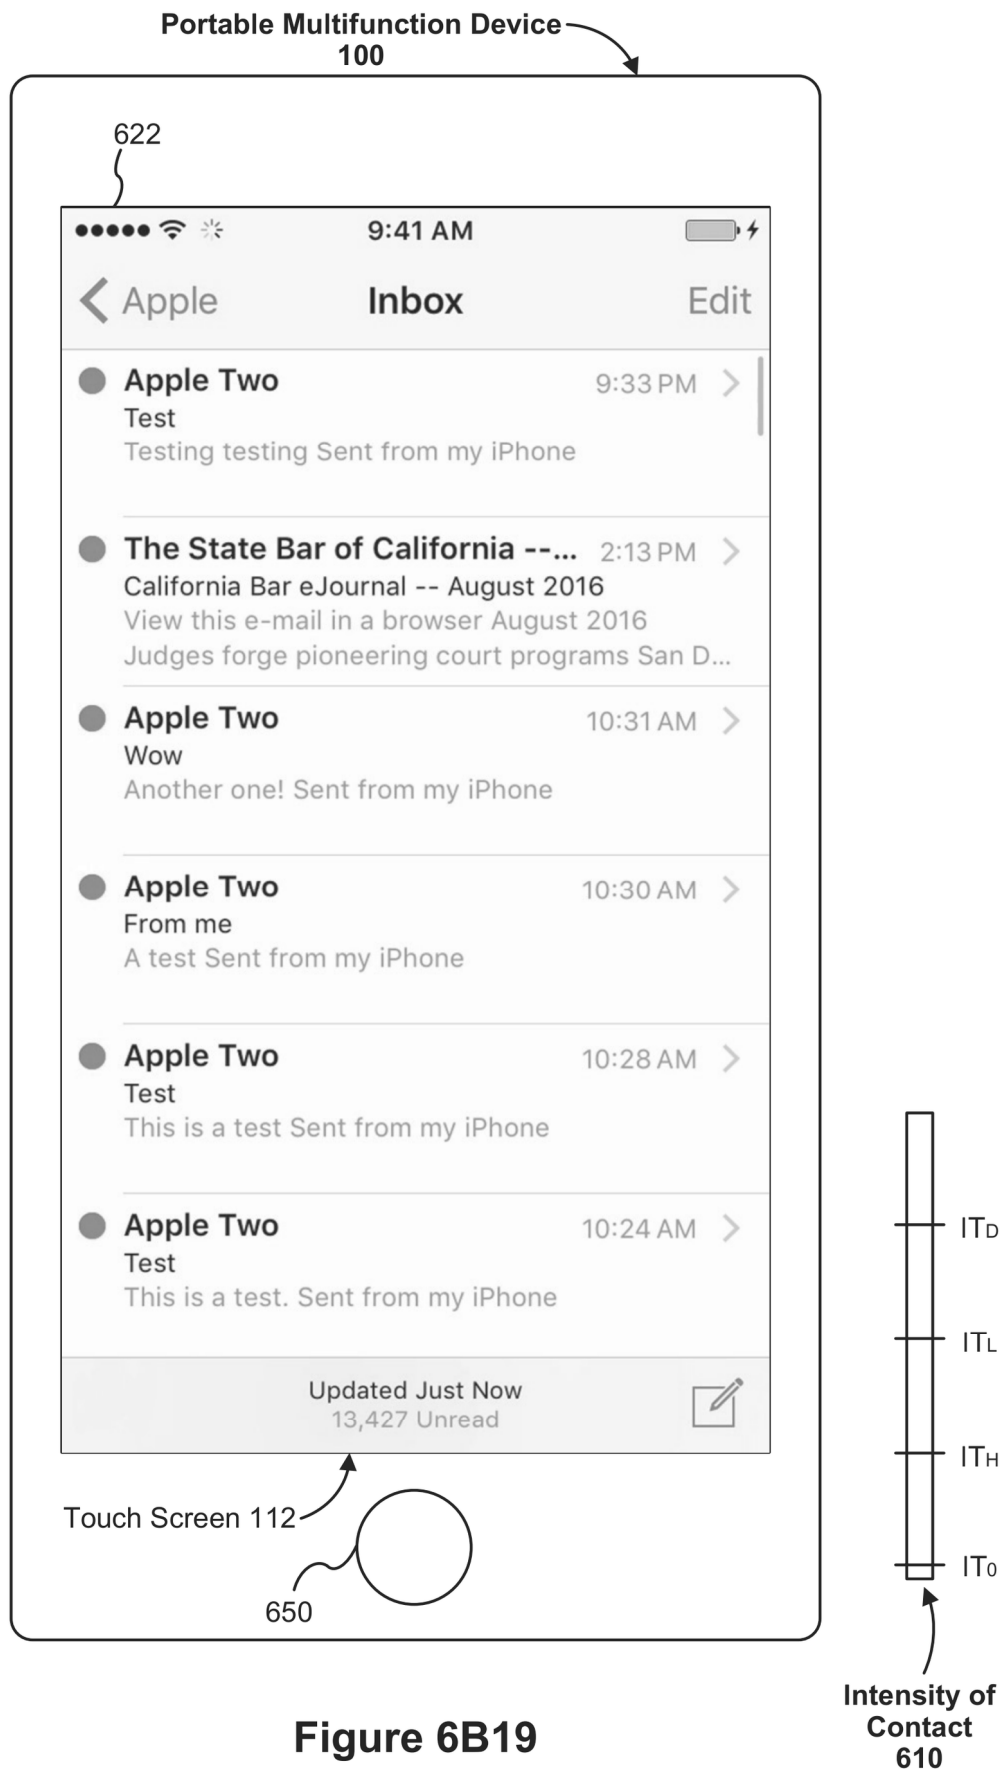 Portable Multifunction Device
100
622
9:41 AM
Apple
Inbox
Edit
Apple Two
9:33 PM
Test
Testing testing Sent from my iPhone
The State Bar of California --...
2:13 PM
California Bar eJournal -- August 2016
View this e-mail in a browser August 2016
Judges forge pioneering court programs San D...
Apple Two
10:31 AM
Wow
Another one! Sent from my iPhone
Apple Two
10:30 AM
From me
A test Sent from my iPhone
Apple Two
10:28 AM
Test
This is a test Sent from my iPhone
Apple Two
10:24 AM
Test
This is a test. Sent from my iPhone
Updated Just Now
13,427 Unread
Touch Screen 112
650
ITD
ITL
ITH
IT0
Intensity of
Contact
610
Figure 6B19